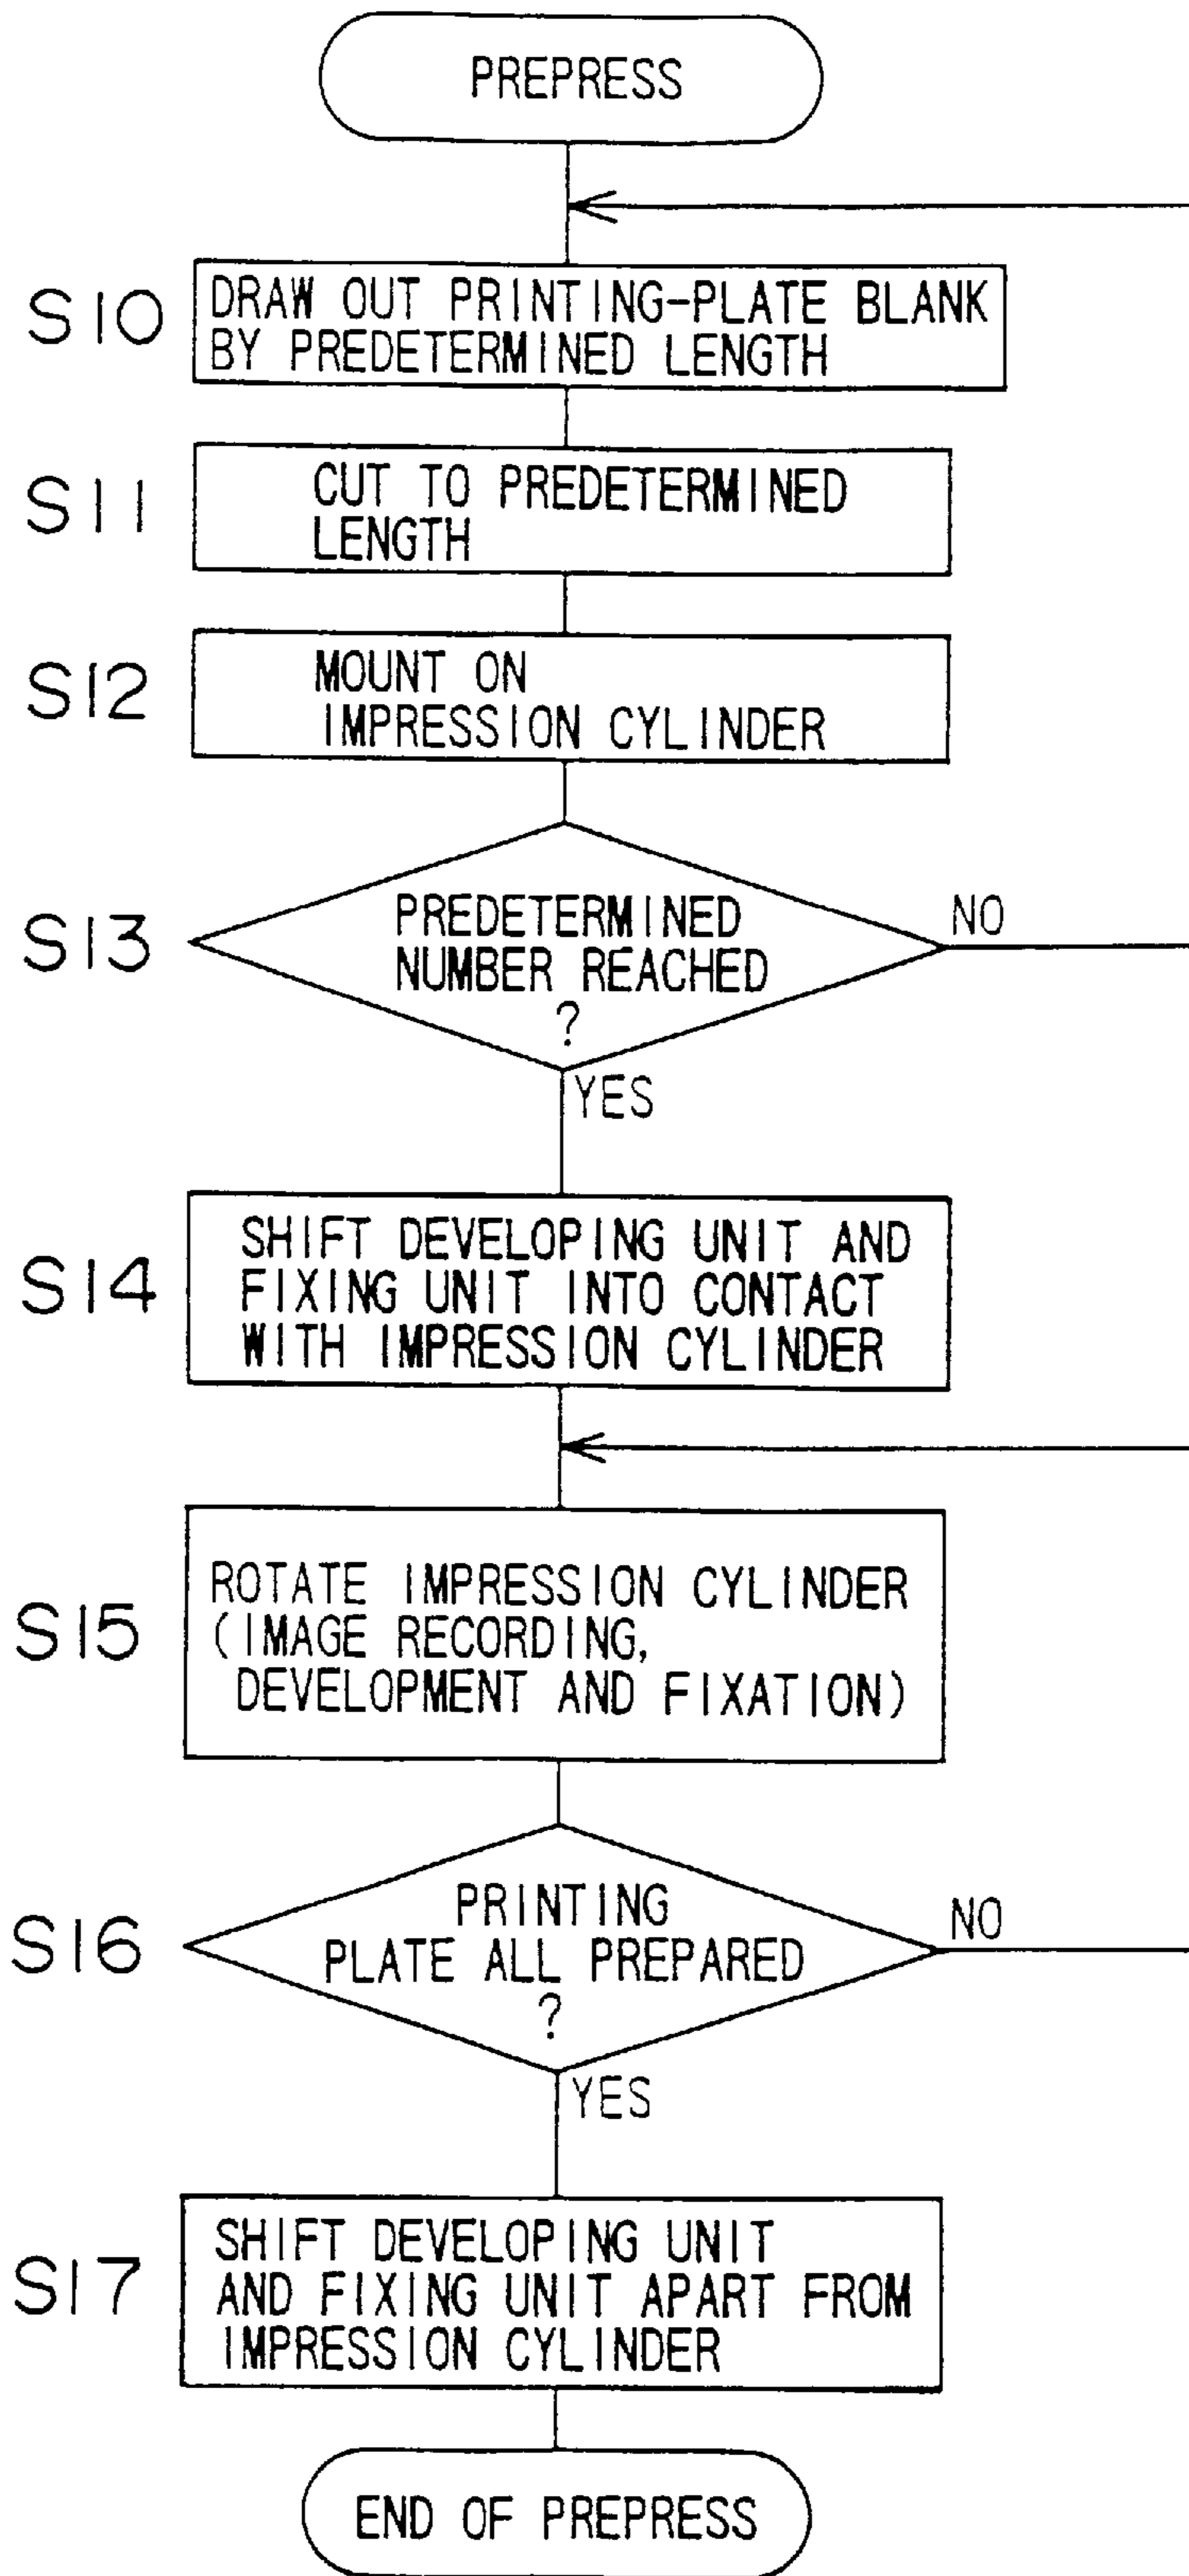 PREPRESS
S10
DRAW OUT PRINTING-PLATE BLANK
BY PREDETERMINED LENGTH
S11
CUT TO PREDETERMINED
LENGTH
S12
MOUNT ON
IMPRESSION CYLINDER
S13
PREDETERMINED
NUMBER REACHED
?
NO
YES
S14
SHIFT DEVELOPING UNIT AND
FIXING UNIT INTO CONTACT
WITH IMPRESSION CYLINDER
S15
ROTATE IMPRESSION CYLINDER
(IMAGE RECORDING,
DEVELOPMENT AND FIXATION)
S16
PRINTING
PLATE ALL PREPARED
?
NO
YES
S17
SHIFT DEVELOPING UNIT
AND FIXING UNIT APART FROM
IMPRESSION CYLINDER
END OF PREPRESS